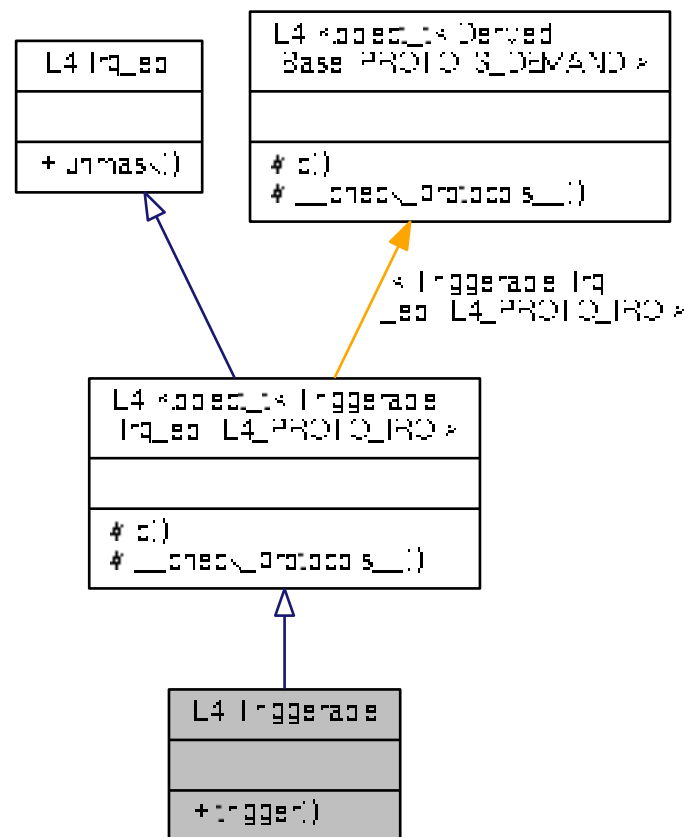 L4::Irq_eoi
+ unmask()
L4::Kobject_t< Derived,
Base, PROTO, S_DEMAND >
# c()
# __check_protocols__()
< Triggerable, Irq
_eoi, L4_PROTO_IRQ >
L4::Kobject_t< Triggerable,
Irq_eoi, L4_PROTO_IRQ >
# c()
# __check_protocols__()
L4::Triggerable
+ trigger()